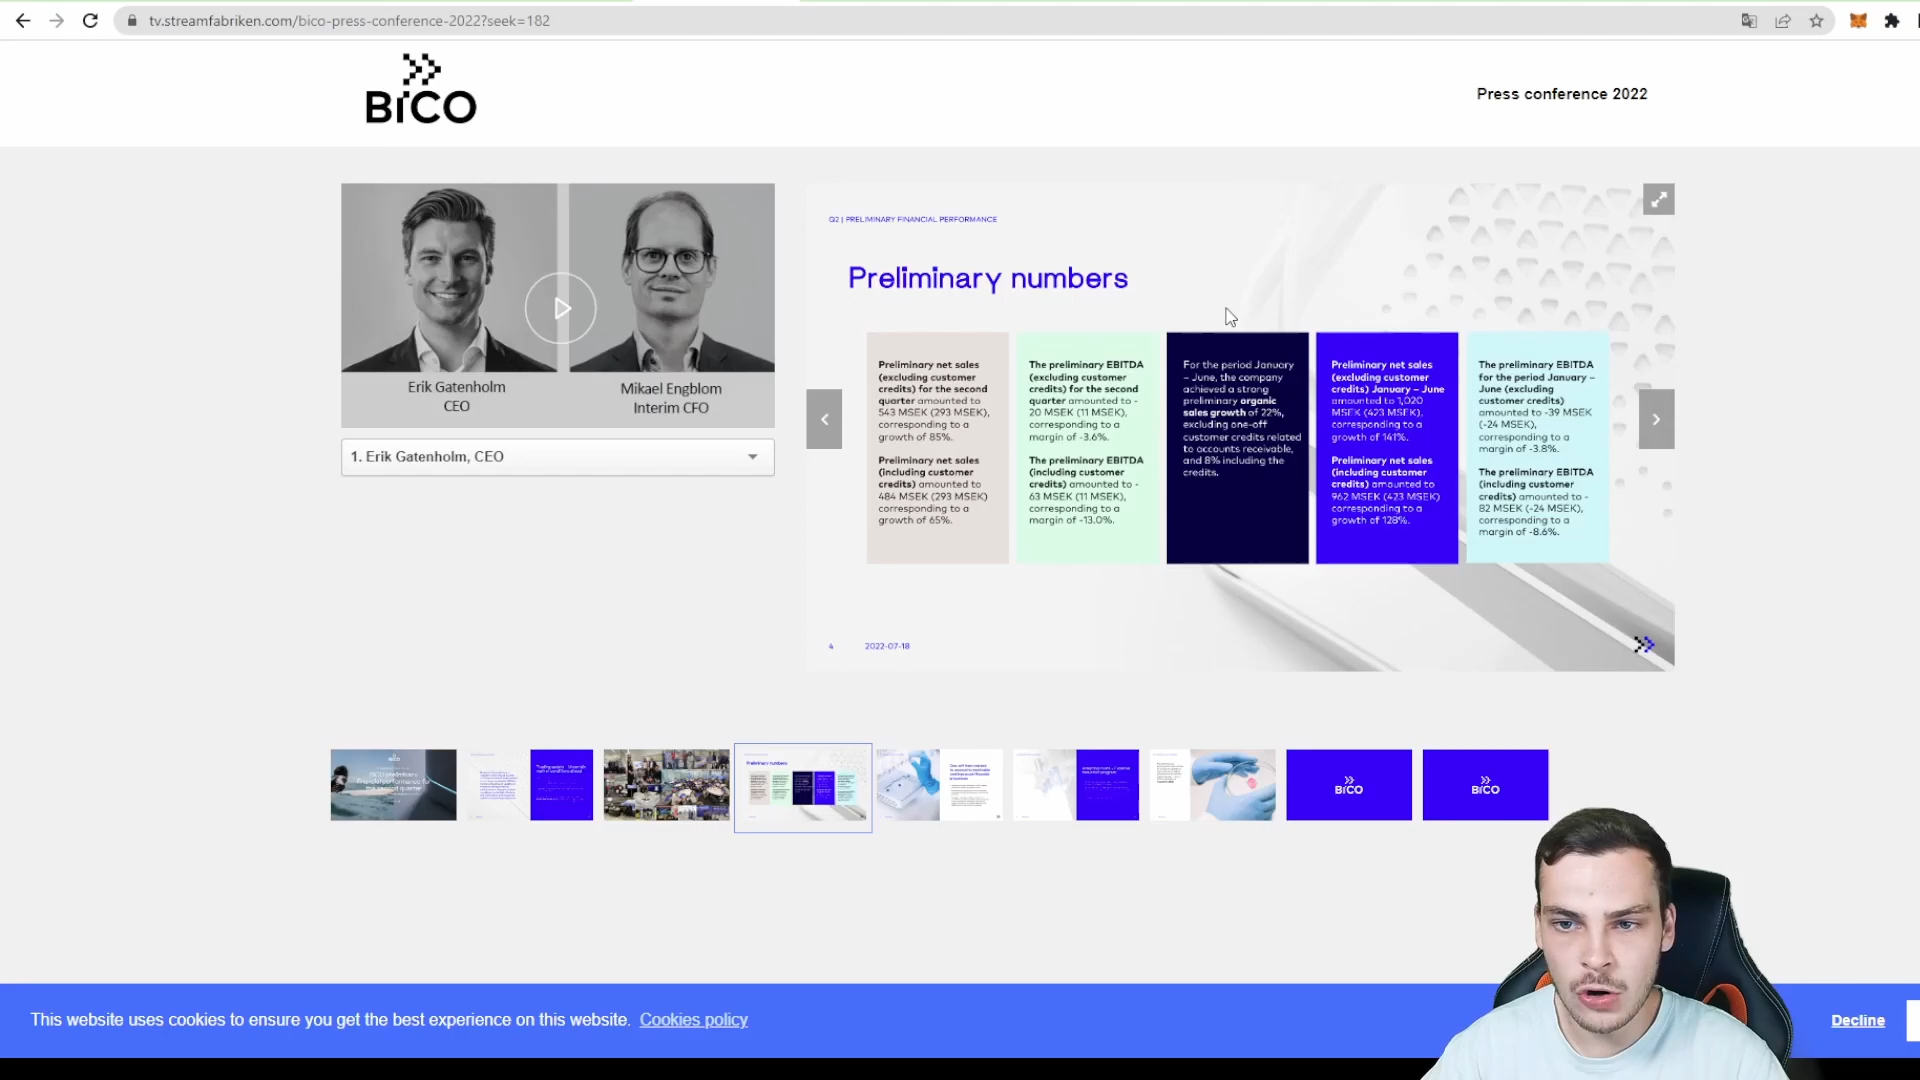 tv.streamfabriken.com/bico-press-conference-2022?seek=182
BICO
Press conference 2022
Erik Gatenholm
CEO
Mikael Engblom
Interim CFO
1. Erik Gatenholm, CEO
Q2 | PRELIMINARY FINANCIAL PERFORMANCE
Preliminary numbers
Preliminary net sales
(excluding customer
credits) for the second
quarter amounted to
543 MSEK (293 MSEK),
corresponding to a
growth of 85%.
Preliminary net sales
(including customer
credits) amounted to
484 MSEK (293 MSEK)
corresponding to a
growth of 65%.
The preliminary EBITDA
(excluding customer
credits) for the second
quarter amounted to -
20 MSEK (11 MSEK),
corresponding to a
margin of -3.6%.
The preliminary EBITDA
(including customer
credits) amounted to -
63 MSEK (11 MSEK),
corresponding to a
margin of -13.0%.
For the period January
– June, the company
achieved a strong
preliminary organic
sales growth of 22%,
excluding one-off
customer credits related
to accounts receivable,
and 8% including the
credits.
Preliminary net sales
(excluding customer
credits) January – June
amounted to 1,020
MSEK (423 MSEK),
corresponding to a
growth of 141%.
Preliminary net sales
(including customer
credits) amounted to
962 MSEK (423 MSEK)
corresponding to a
growth of 128%.
The preliminary EBITDA
for the period January –
June (excluding
customer credits)
amounted to -39 MSEK
(-24 MSEK),
corresponding to a
margin of -3.8%.
The preliminary EBITDA
(including customer
credits) amounted to -
82 MSEK (-24 MSEK),
corresponding to a
margin of -8.6%.
4
2022-07-18
Preliminary numbers
BICO
BICO
This website uses cookies to ensure you get the best experience on this website. Cookies policy
Decline